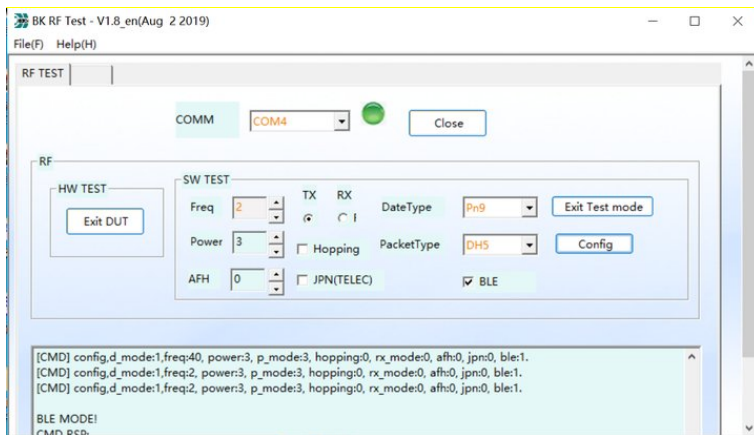 BK RF Test - V1.8_en(Aug 2 2019)
File(F) Help(H)
RF TEST
COMM COM4 Close
RF
HW TEST
Exit DUT
SW TEST
Freq 2 TX RX DateType Pn9 Exit Test mode
Power 3 Hopping PacketType DH5 Config
AFH 0 JPN(TELEC) BLE
[CMD] config,d_mode:1,freq:40, power:3, p_mode:3, hopping:0, rx_mode:0, afh:0, jpn:0, ble:1.
[CMD] config,d_mode:1,freq:2, power:3, p_mode:3, hopping:0, rx_mode:0, afh:0, jpn:0, ble:1.
[CMD] config,d_mode:1,freq:2, power:3, p_mode:3, hopping:0, rx_mode:0, afh:0, jpn:0, ble:1.
BLE MODE!
CMD RSP: